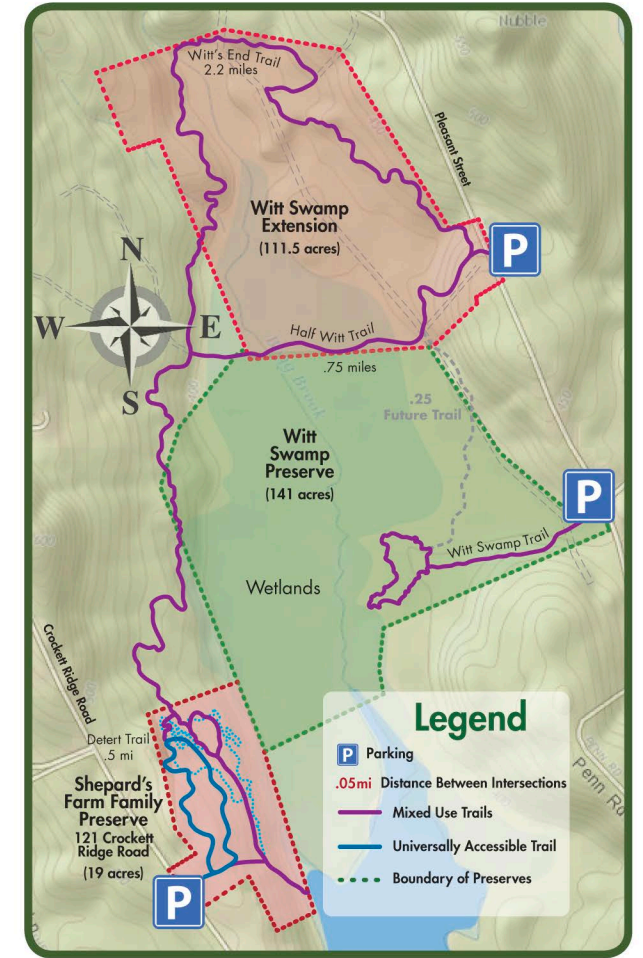 Nubble
Witt's End Trail
2.2 miles
Pleasant Street
Witt Swamp
Extension
(111.5 acres)
P
N
W
E
S
Half Witt Trail
.75 miles
Brook
.25
Future Trail
Witt
Swamp
Preserve
(141 acres)
P
Witt Swamp Trail
Wetlands
Crockett Ridge Road
Detert Trail
.5 mi
Shepard's
Farm Family
Preserve
121 Crockett
Ridge Road
(19 acres)
P
Penn Rd
PENN RD
Legend
P Parking
.05mi Distance Between Intersections
Mixed Use Trails
Universally Accessible Trail
Boundary of Preserves